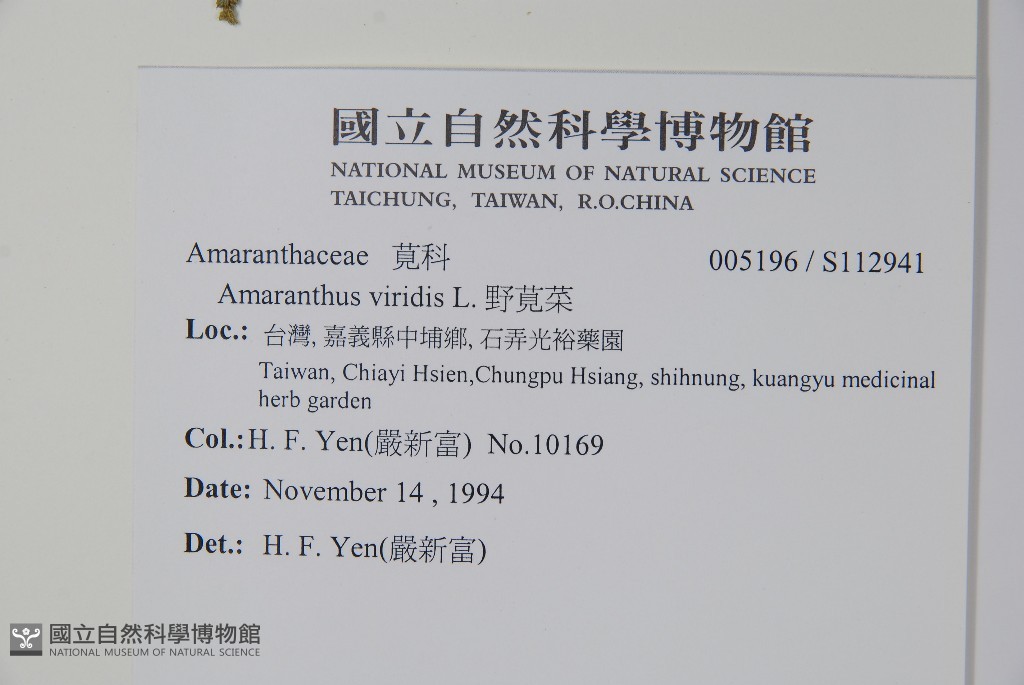 國立自然科學博物館
NATIONAL MUSEUM OF NATURAL SCIENCE
TAICHUNG, TAIWAN, R.O.CHINA
Amaranthaceae 莧科 005196 / S112941
Amaranthus viridis L. 野莧菜
Loc.: 台灣, 嘉義縣中埔鄉, 石弄光裕藥園
Taiwan, Chiayi Hsien,Chungpu Hsiang, shihnung, kuangyu medicinal
herb garden
Col.:H. F. Yen(嚴新富) No.10169
Date: November 14 , 1994
Det.: H. F. Yen(嚴新富)
國立自然科學博物館
NATIONAL MUSEUM OF NATURAL SCIENCE